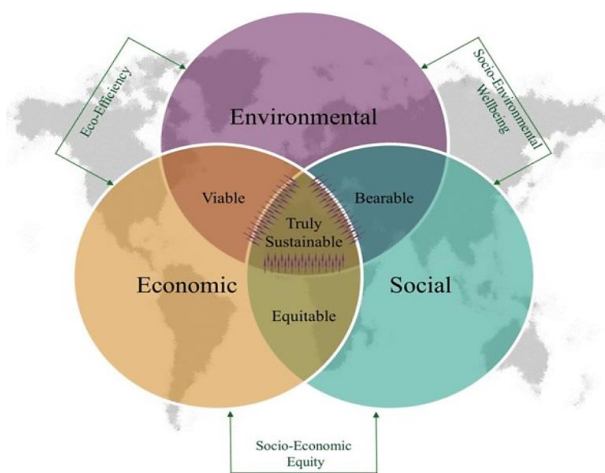 Environmental
Eco-Efficiency
Socio-Environmental
Wellbeing
Viable
Bearable
Truly
Sustainable
Economic
Social
Equitable
Socio-Economic
Equity